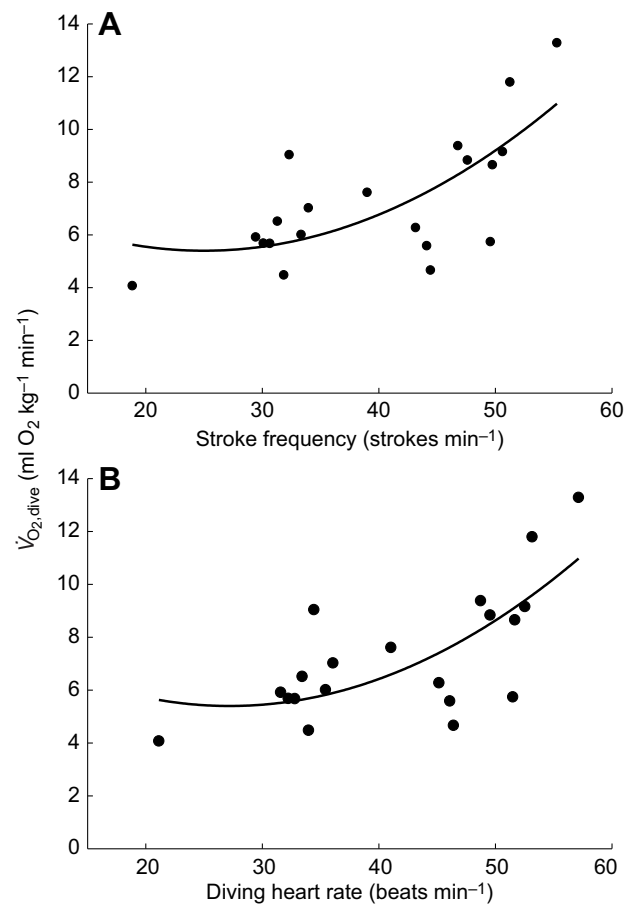 A
14
12
10
8
6
4
2
0
20 30 40 50 60
Stroke frequency (strokes min–1)
V̇O2,dive (ml O2 kg–1 min–1)
B
14
12
10
8
6
4
2
0
20 30 40 50 60
Diving heart rate (beats min–1)